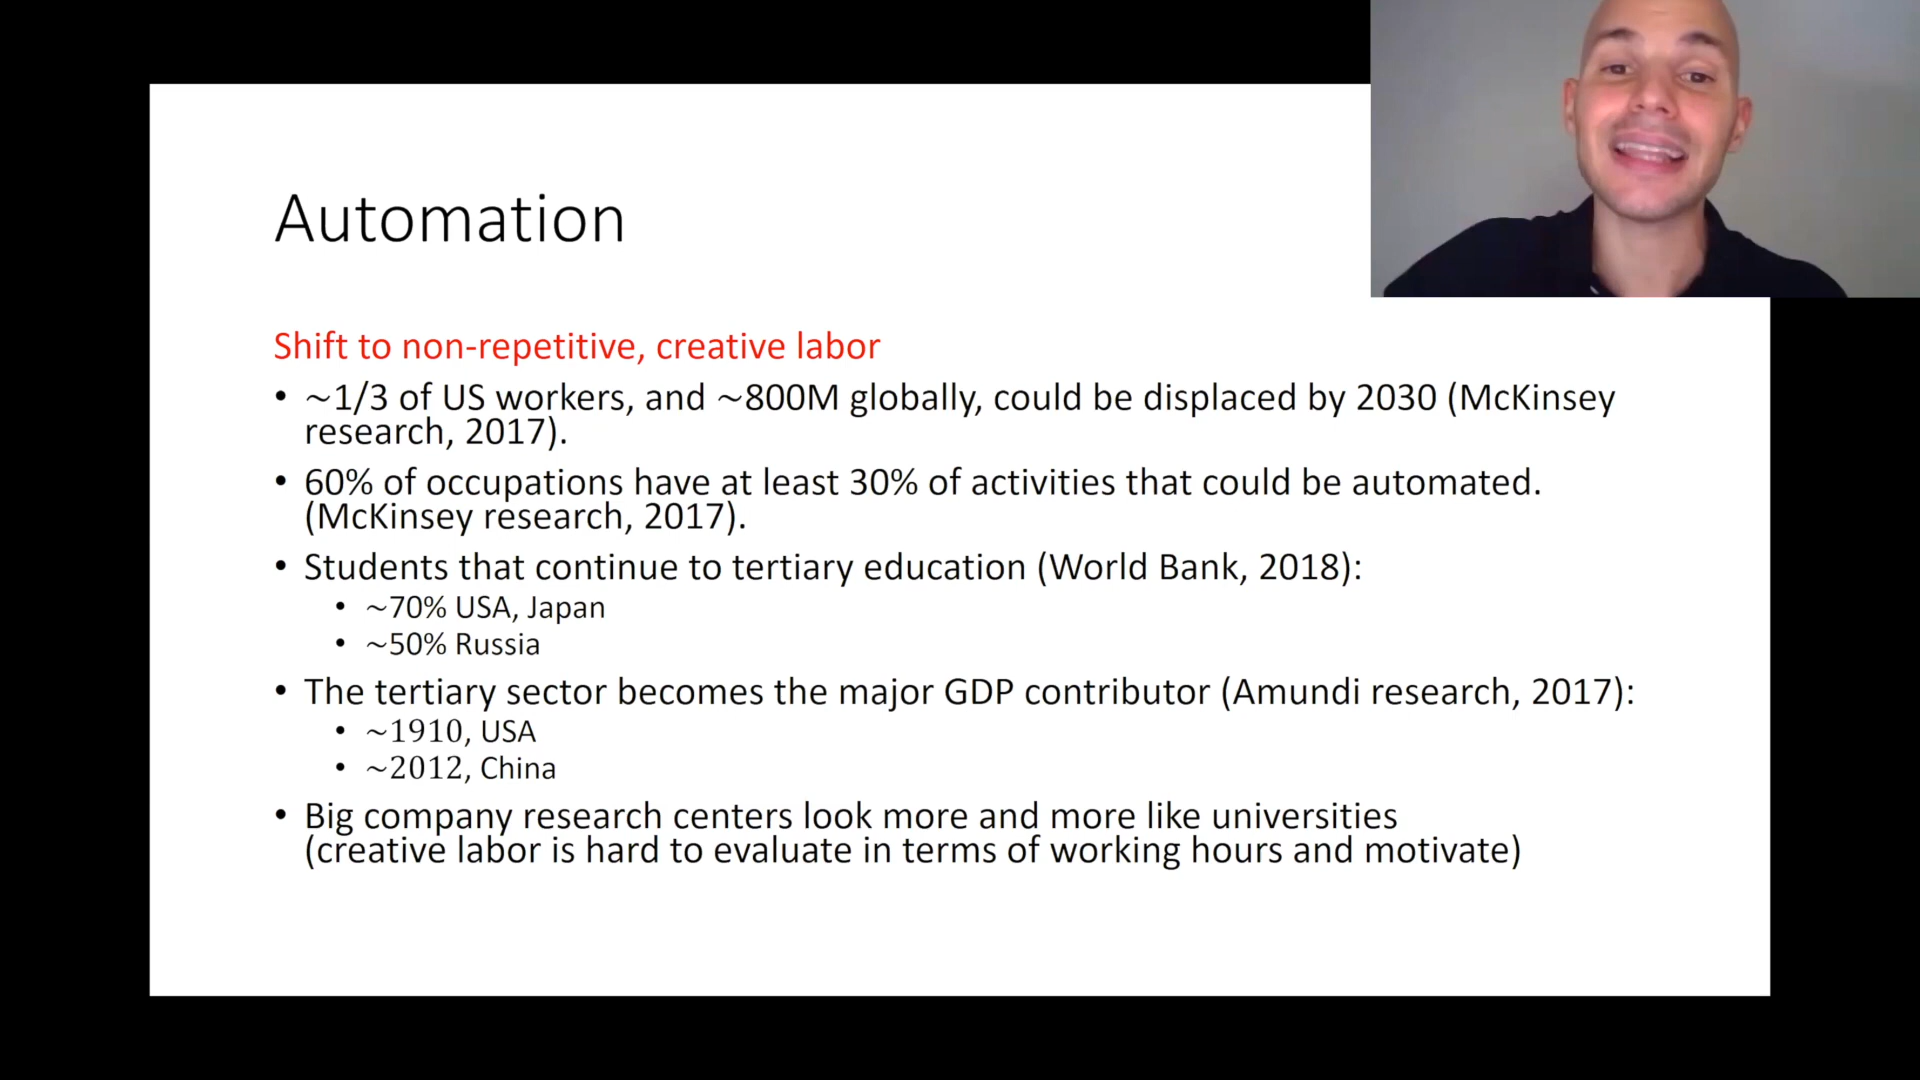 Automation
Shift to non-repetitive, creative labor
• ~1/3 of US workers, and ~800M globally, could be displaced by 2030 (McKinsey
research, 2017).
• 60% of occupations have at least 30% of activities that could be automated.
(McKinsey research, 2017).
• Students that continue to tertiary education (World Bank, 2018):
• ~70% USA, Japan
• ~50% Russia
• The tertiary sector becomes the major GDP contributor (Amundi research, 2017):
• ~1910, USA
• ~2012, China
• Big company research centers look more and more like universities
(creative labor is hard to evaluate in terms of working hours and motivate)